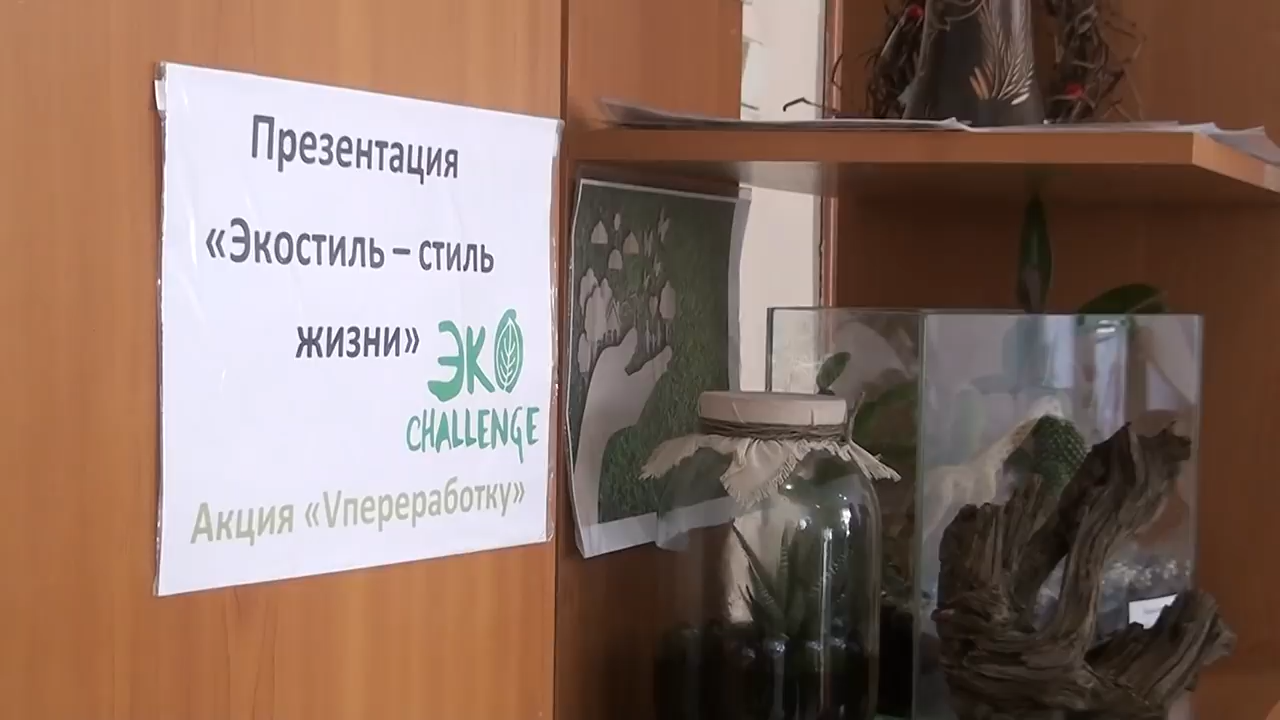 Презентация
«Экостиль – стиль
жизни»
ЭКО
CHALLENGE
Акция «Vпереработку»